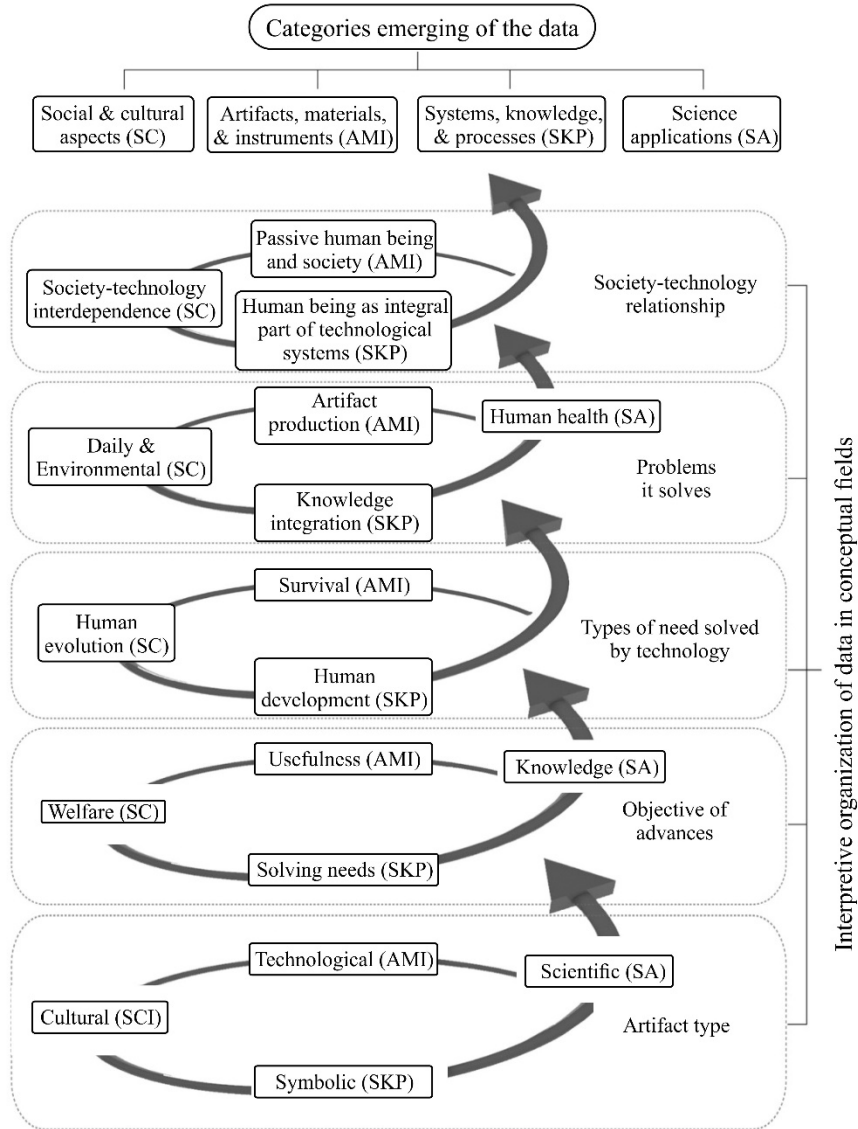 Categories emerging of the data
Social & cultural
aspects (SC)
Artifacts, materials,
& instruments (AMI)
Systems, knowledge,
& processes (SKP)
Science
applications (SA)
Passive human being
and society (AMI)
Society-technology
interdependence (SC)
Human being as integral
part of technological
systems (SKP)
Society-technology
relationship
Artifact
production (AMI)
Human health (SA)
Daily &
Environmental (SC)
Knowledge
integration (SKP)
Problems
it solves
Survival (AMI)
Human
evolution (SC)
Human
development (SKP)
Types of need solved
by technology
Usefulness (AMI)
Knowledge (SA)
Welfare (SC)
Solving needs (SKP)
Objective of
advances
Technological (AMI)
Scientific (SA)
Cultural (SCI)
Symbolic (SKP)
Artifact type
Interpretive organization of data in conceptual fields